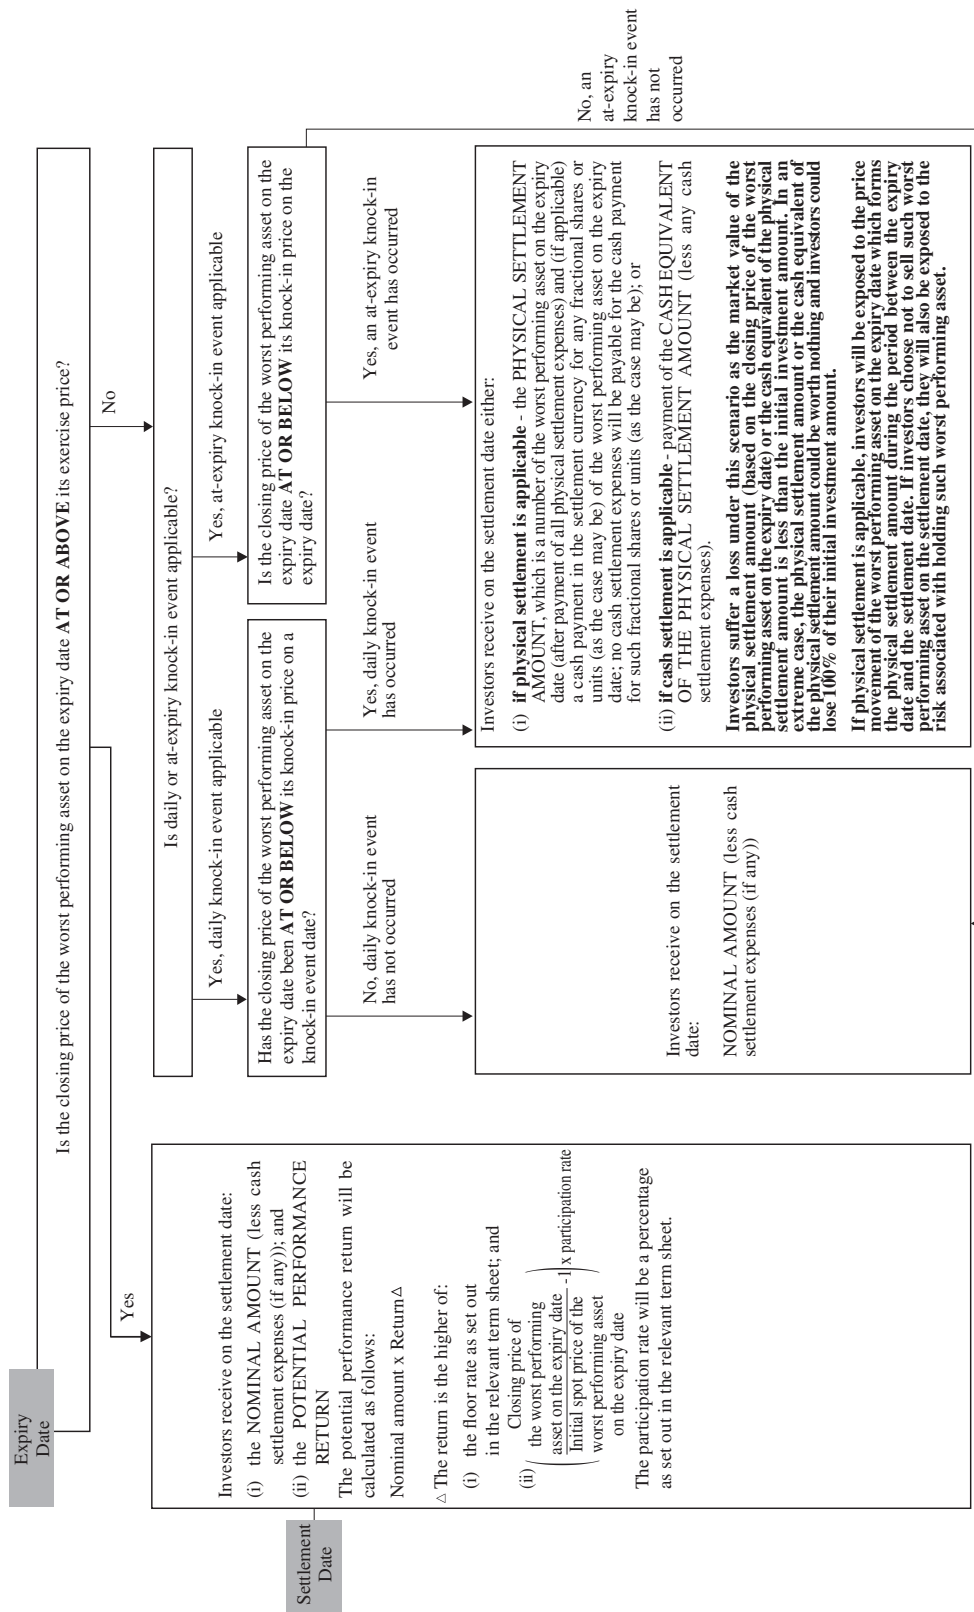 Expiry
Date
Is the closing price of the worst performing asset on the expiry date AT OR ABOVE its exercise price?
Yes
No
Is daily or at-expiry knock-in event applicable?
Yes, daily knock-in event applicable
Yes, at-expiry knock-in event applicable
Has the closing price of the worst performing asset on the
expiry date been AT OR BELOW its knock-in price on a
knock-in event date?
Is the closing price of the worst performing asset on the
expiry date AT OR BELOW its knock-in price on the
expiry date?
No, daily knock-in event
has not occurred
Yes, daily knock-in event
has occurred
Yes, an at-expiry knock-in
event has occurred
No, an
at-expiry
knock-in event
has not
occurred
Settlement
Date
Investors receive on the settlement date:
(i) the NOMINAL AMOUNT (less cash
settlement expenses (if any)); and
(ii) the POTENTIAL PERFORMANCE
RETURN
The potential performance return will be
calculated as follows:
Nominal amount x Return△
△ The return is the higher of:
(i) the floor rate as set out
in the relevant term sheet; and
Closing price of
the worst performing
asset on the expiry date
(ii) ( -1 ) x participation rate
Initial spot price of the
worst performing asset
on the expiry date
The participation rate will be a percentage
as set out in the relevant term sheet.
Investors receive on the settlement
date:
NOMINAL AMOUNT (less cash
settlement expenses (if any))
Investors receive on the settlement date either:
(i) if physical settlement is applicable - the PHYSICAL SETTLEMENT
AMOUNT, which is a number of the worst performing asset on the expiry
date (after payment of all physical settlement expenses) and (if applicable)
a cash payment in the settlement currency for any fractional shares or
units (as the case may be) of the worst performing asset on the expiry
date; no cash settlement expenses will be payable for the cash payment
for such fractional shares or units (as the case may be); or
(ii) if cash settlement is applicable - payment of the CASH EQUIVALENT
OF THE PHYSICAL SETTLEMENT AMOUNT (less any cash
settlement expenses).
Investors suffer a loss under this scenario as the market value of the
physical settlement amount (based on the closing price of the worst
performing asset on the expiry date) or the cash equivalent of the physical
settlement amount is less than the initial investment amount. In an
extreme case, the physical settlement amount or the cash equivalent of
the physical settlement amount could be worth nothing and investors could
lose 100% of their initial investment amount.
If physical settlement is applicable, investors will be exposed to the price
movement of the worst performing asset on the expiry date which forms
the physical settlement amount during the period between the expiry
date and the settlement date. If investors choose not to sell such worst
performing asset on the settlement date, they will also be exposed to the
risk associated with holding such worst performing asset.